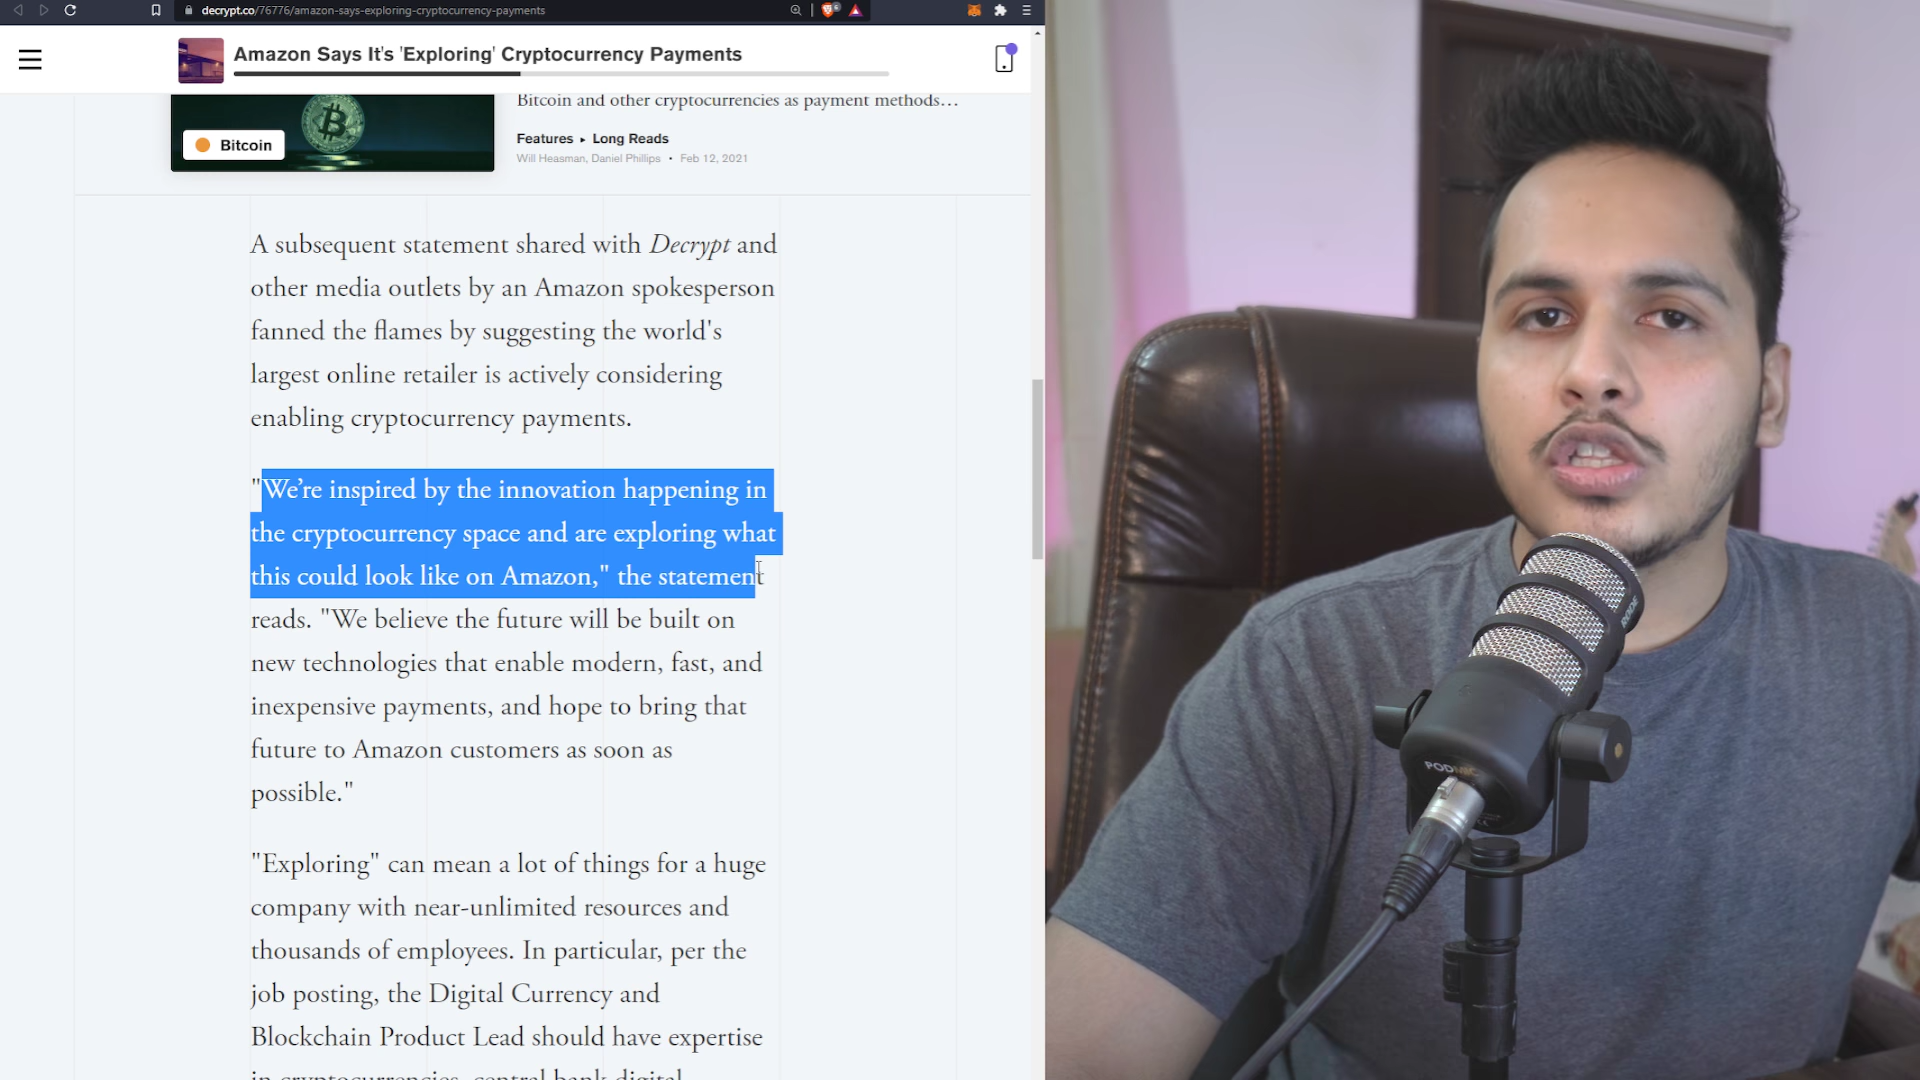 decrypt.co/76776/amazon-says-exploring-cryptocurrency-payments
Amazon Says It's 'Exploring' Cryptocurrency Payments
Bitcoin and other cryptocurrencies as payment methods…
Bitcoin
Features ▸ Long Reads
Will Heasman, Daniel Phillips • Feb 12, 2021
A subsequent statement shared with Decrypt and
other media outlets by an Amazon spokesperson
fanned the flames by suggesting the world's
largest online retailer is actively considering
enabling cryptocurrency payments.
"We’re inspired by the innovation happening in
the cryptocurrency space and are exploring what
this could look like on Amazon," the statement
reads. "We believe the future will be built on
new technologies that enable modern, fast, and
inexpensive payments, and hope to bring that
future to Amazon customers as soon as
possible."
"Exploring" can mean a lot of things for a huge
company with near-unlimited resources and
thousands of employees. In particular, per the
job posting, the Digital Currency and
Blockchain Product Lead should have expertise
in cryptocurrencies, central bank digital
RODE
PODMIC